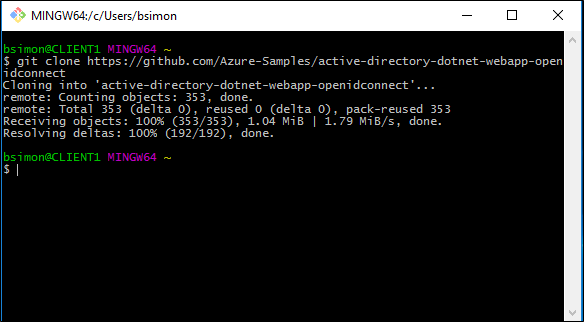 MINGW64:/c/Users/bsimon
bsimon@CLIENT1 MINGW64 ~
$ git clone https://github.com/Azure-Samples/active-directory-dotnet-webapp-open
idconnect
Cloning into 'active-directory-dotnet-webapp-openidconnect'...
remote: Counting objects: 353, done.
remote: Total 353 (delta 0), reused 0 (delta 0), pack-reused 353
Receiving objects: 100% (353/353), 1.04 MiB | 1.79 MiB/s, done.
Resolving deltas: 100% (192/192), done.
bsimon@CLIENT1 MINGW64 ~
$